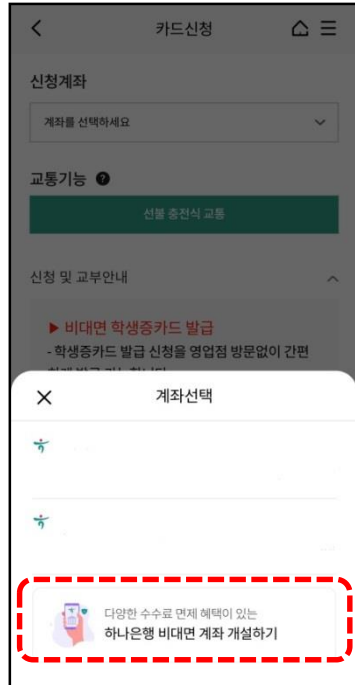 카드신청
신청계좌
계좌를 선택하세요
교통기능 ?
선불 충전식 교통
신청 및 교부안내
▶ 비대면 학생증카드 발급
- 학생증카드 발급 신청을 영업점 방문없이 간편
계좌선택
다양한 수수료 면제 혜택이 있는
하나은행 비대면 계좌 개설하기